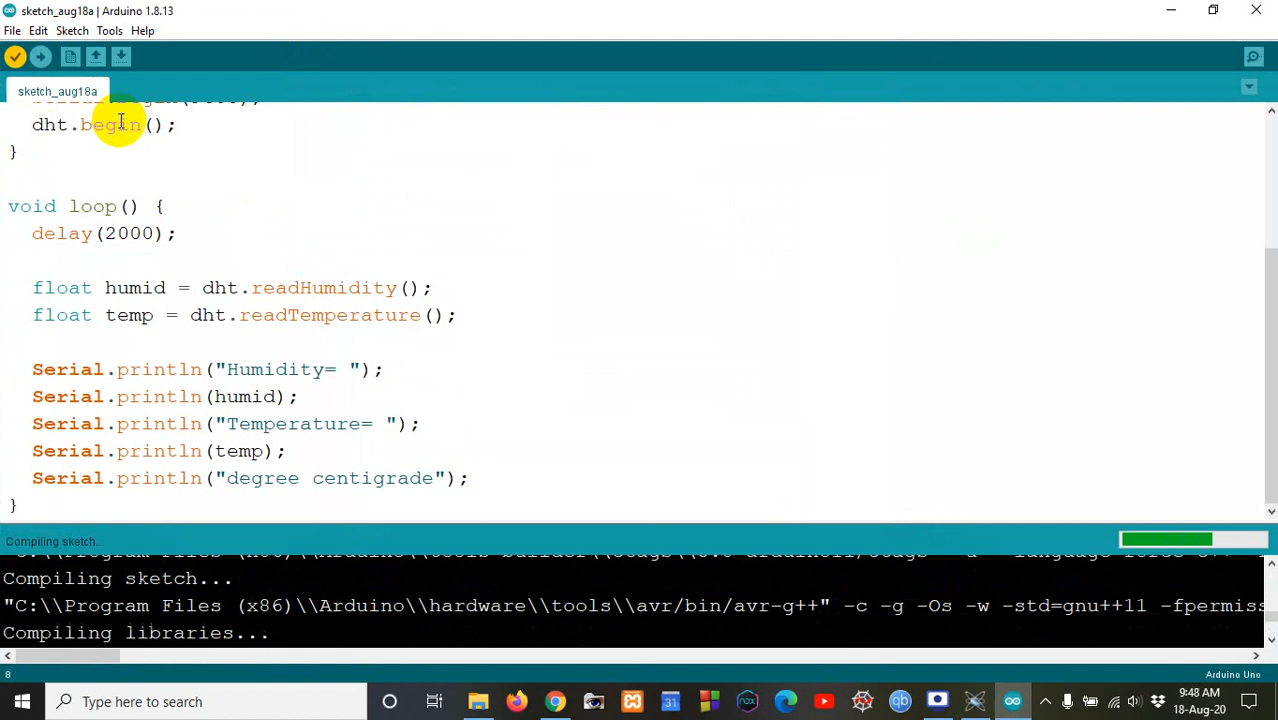 sketch_aug18a | Arduino 1.8.13
File Edit Sketch Tools Help
sketch_aug18a
dht.begin();
}
void loop() {
delay(2000);
float humid = dht.readHumidity();
float temp = dht.readTemperature();
Serial.println("Humidity= ");
Serial.println(humid);
Serial.println("Temperature= ");
Serial.println(temp);
Serial.println("degree centigrade");
}
Compiling sketch...
Compiling sketch...
"C:\\Program Files (x86)\\Arduino\\hardware\\tools\\avr/bin/avr-g++" -c -g -Os -w -std=gnu++11 -fpermiss
Compiling libraries...
8
Arduino Uno
Type here to search
31
qb
9:48 AM
18-Aug-20